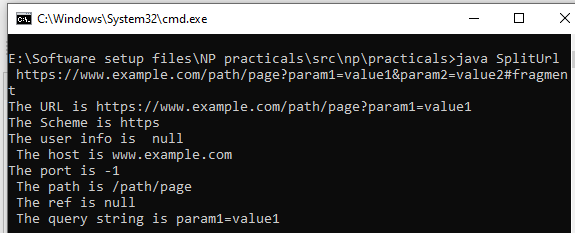 C:\Windows\System32\cmd.exe
E:\Software setup files\NP practicals\src\np\practicals>java SplitUrl
https://www.example.com/path/page?param1=value1&param2=value2#fragmen
t
The URL is https://www.example.com/path/page?param1=value1
The Scheme is https
The user info is  null
The host is www.example.com
The port is -1
The path is /path/page
The ref is null
The query string is param1=value1